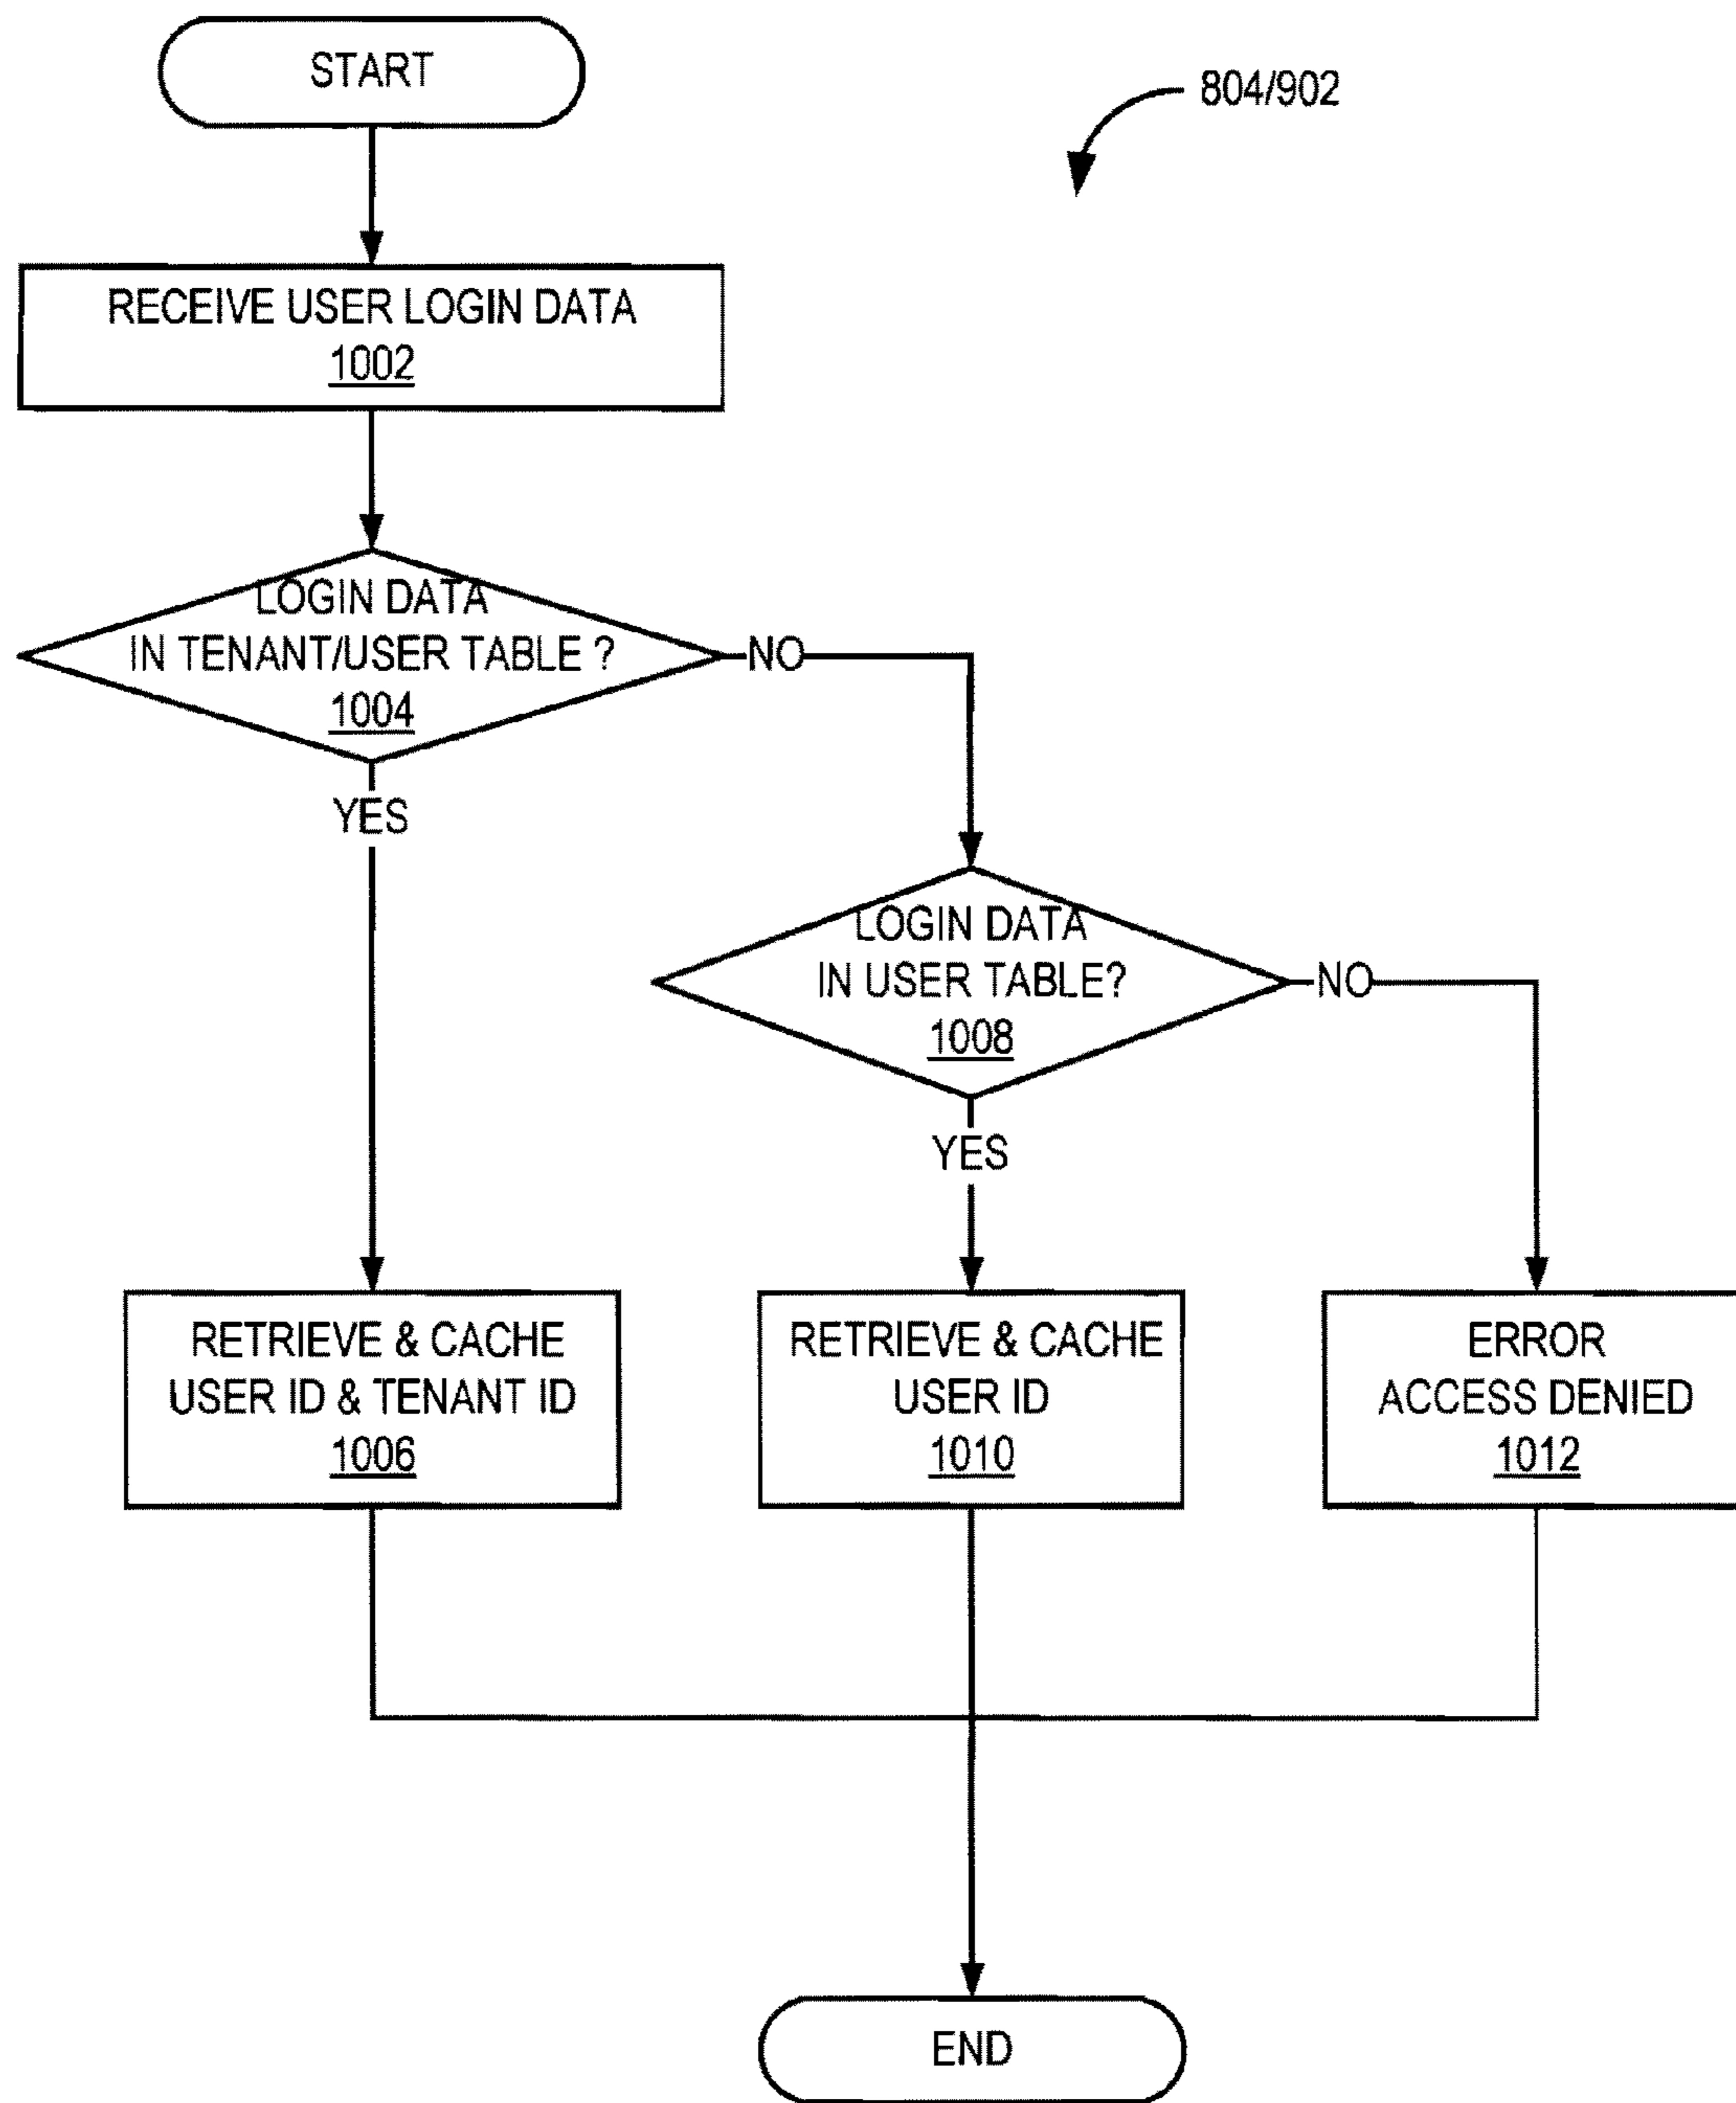 START
804/902
RECEIVE USER LOGIN DATA
1002
LOGIN DATA
IN TENANT/USER TABLE ?
1004
NO
YES
LOGIN DATA
IN USER TABLE?
1008
NO
YES
RETRIEVE & CACHE
USER ID & TENANT ID
1006
RETRIEVE & CACHE
USER ID
1010
ERROR
ACCESS DENIED
1012
END